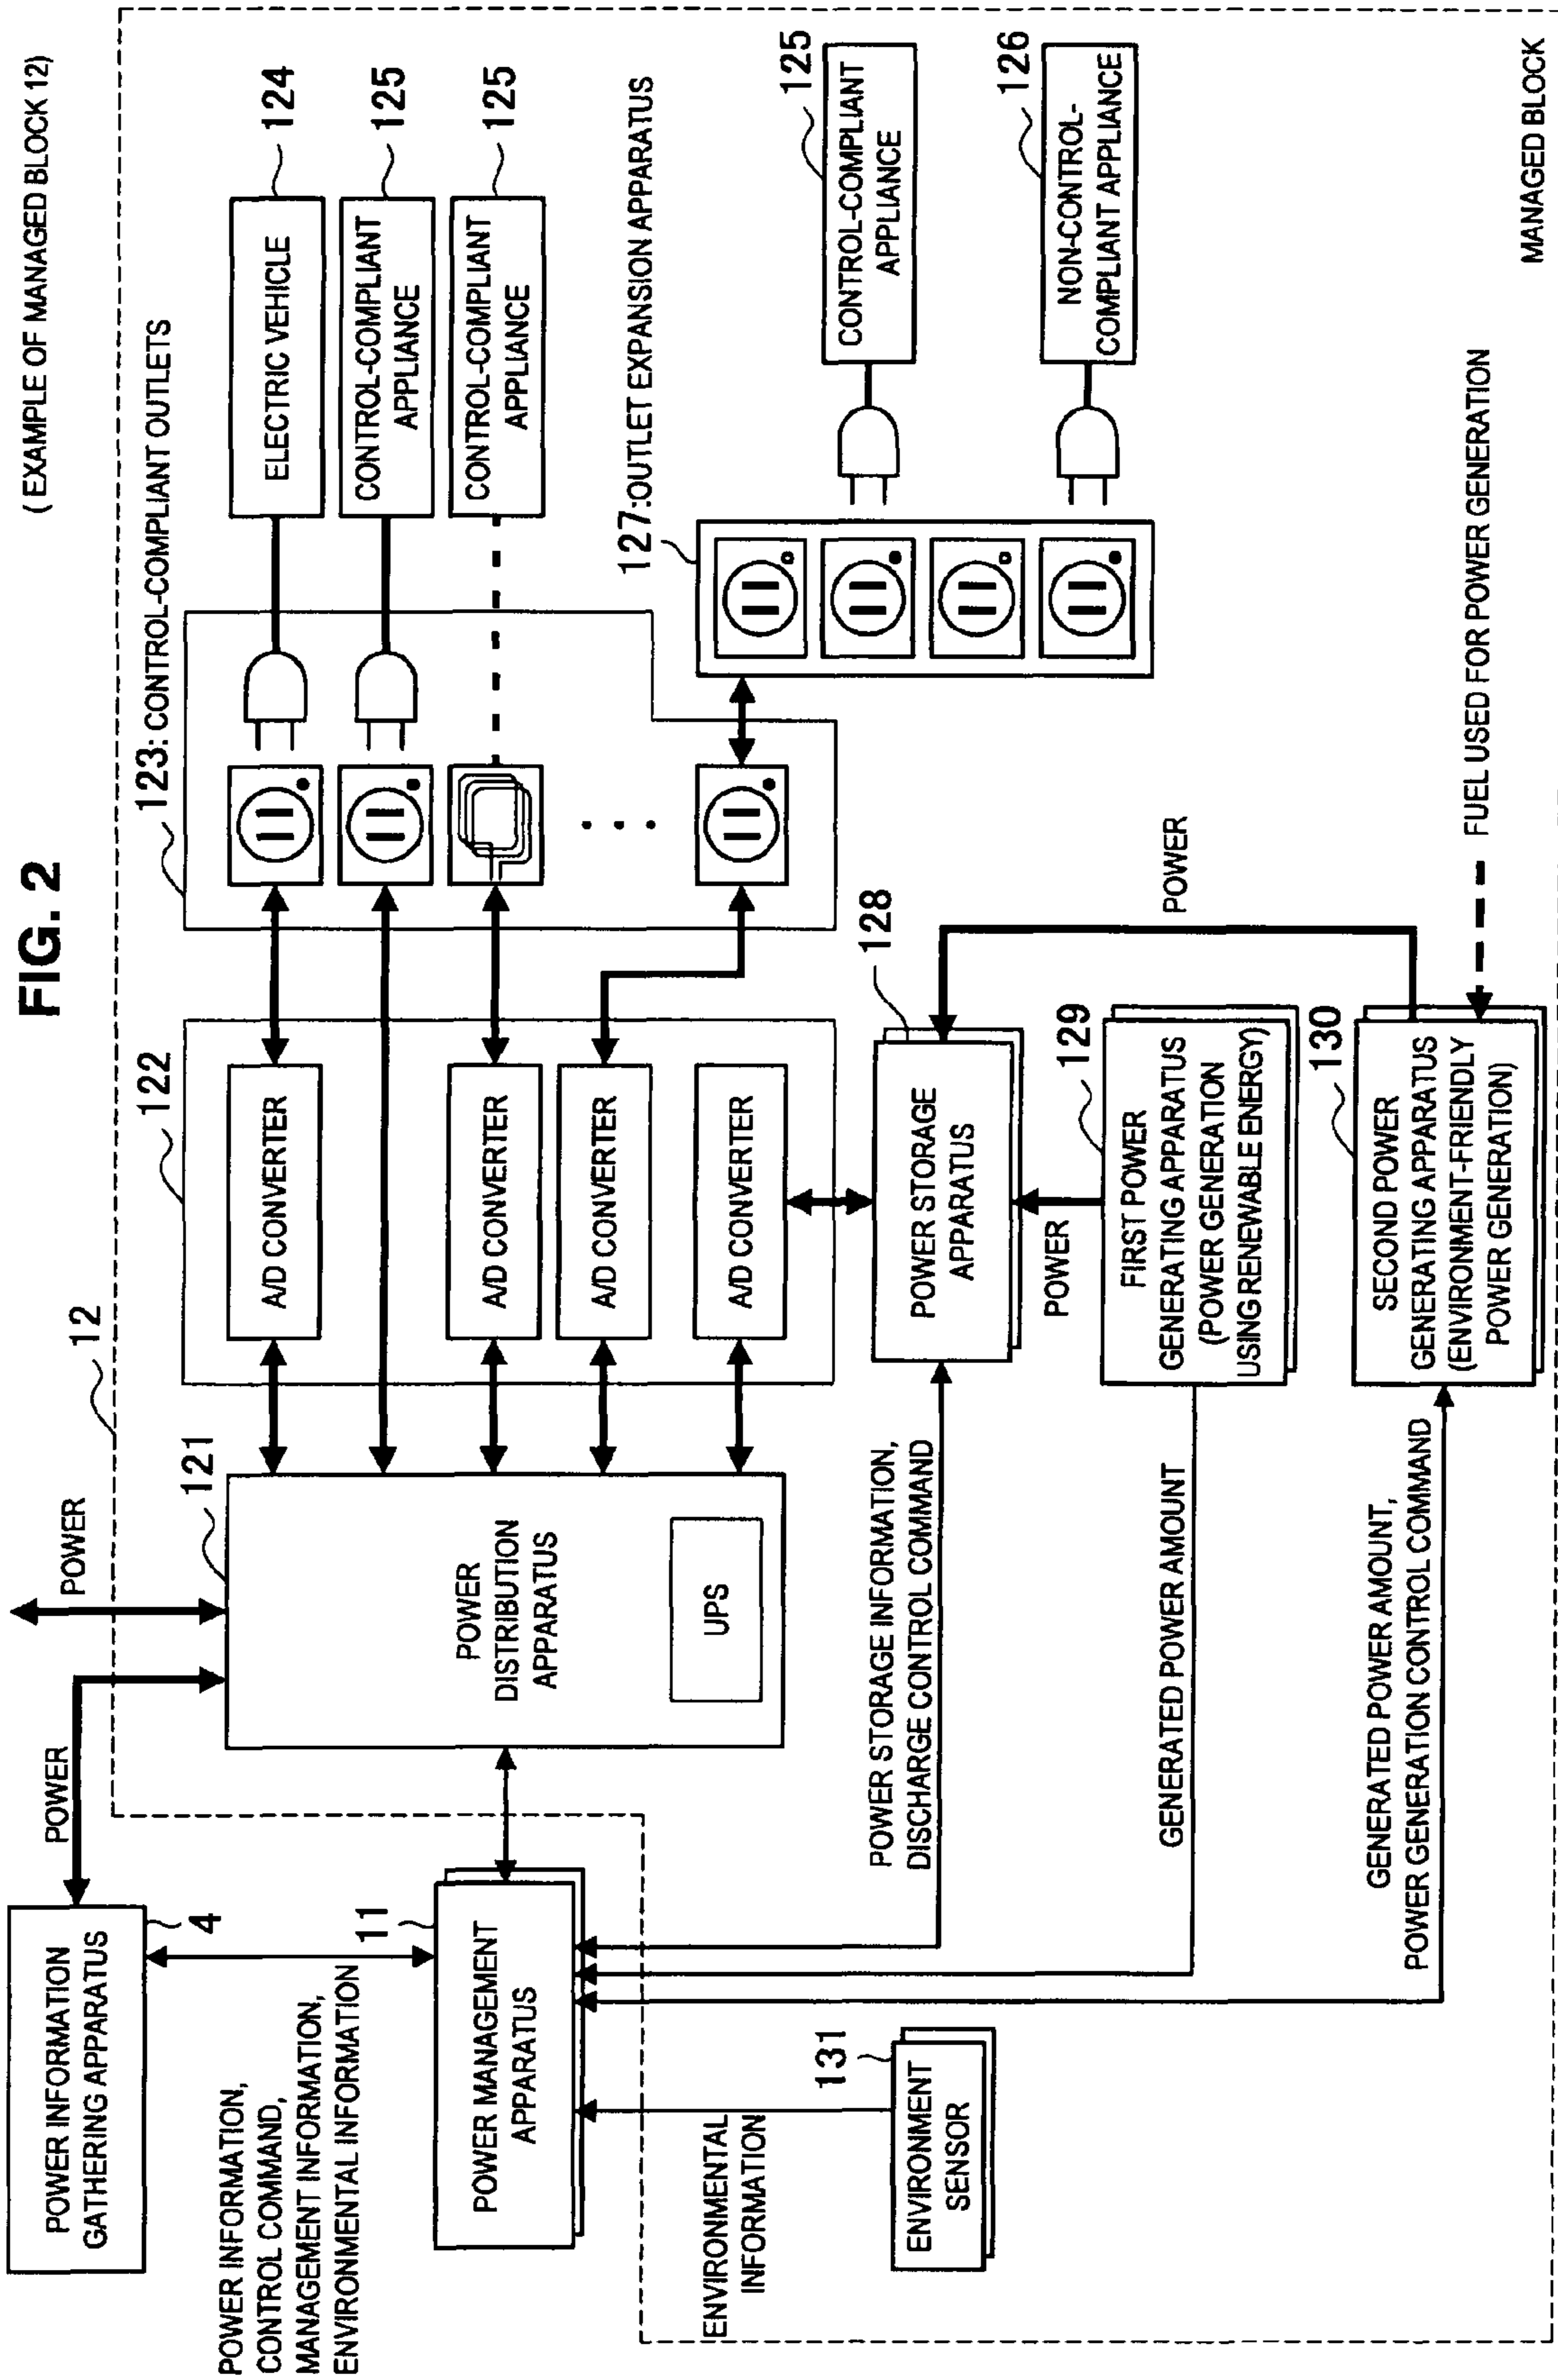 FIG. 2
( EXAMPLE OF MANAGED BLOCK 12)
POWER INFORMATION
GATHERING APPARATUS
4
POWER
POWER
12
POWER INFORMATION,
CONTROL COMMAND,
MANAGEMENT INFORMATION,
ENVIRONMENTAL INFORMATION
11
POWER MANAGEMENT
APPARATUS
121
POWER
DISTRIBUTION
APPARATUS
UPS
122
A/D CONVERTER
A/D CONVERTER
A/D CONVERTER
A/D CONVERTER
123: CONTROL-COMPLIANT OUTLETS
ELECTRIC VEHICLE
124
CONTROL-COMPLIANT
APPLIANCE
125
CONTROL-COMPLIANT
APPLIANCE
125
127:OUTLET EXPANSION APPARATUS
CONTROL-COMPLIANT
APPLIANCE
125
NON-CONTROL-
COMPLIANT APPLIANCE
126
ENVIRONMENTAL
INFORMATION
131
ENVIRONMENT
SENSOR
POWER STORAGE INFORMATION,
DISCHARGE CONTROL COMMAND
128
POWER STORAGE
APPARATUS
POWER
POWER
GENERATED POWER AMOUNT
129
FIRST POWER
GENERATING APPARATUS
(POWER GENERATION
USING RENEWABLE ENERGY)
GENERATED POWER AMOUNT,
POWER GENERATION CONTROL COMMAND
130
SECOND POWER
GENERATING APPARATUS
(ENVIRONMENT-FRIENDLY
POWER GENERATION)
FUEL USED FOR POWER GENERATION
MANAGED BLOCK